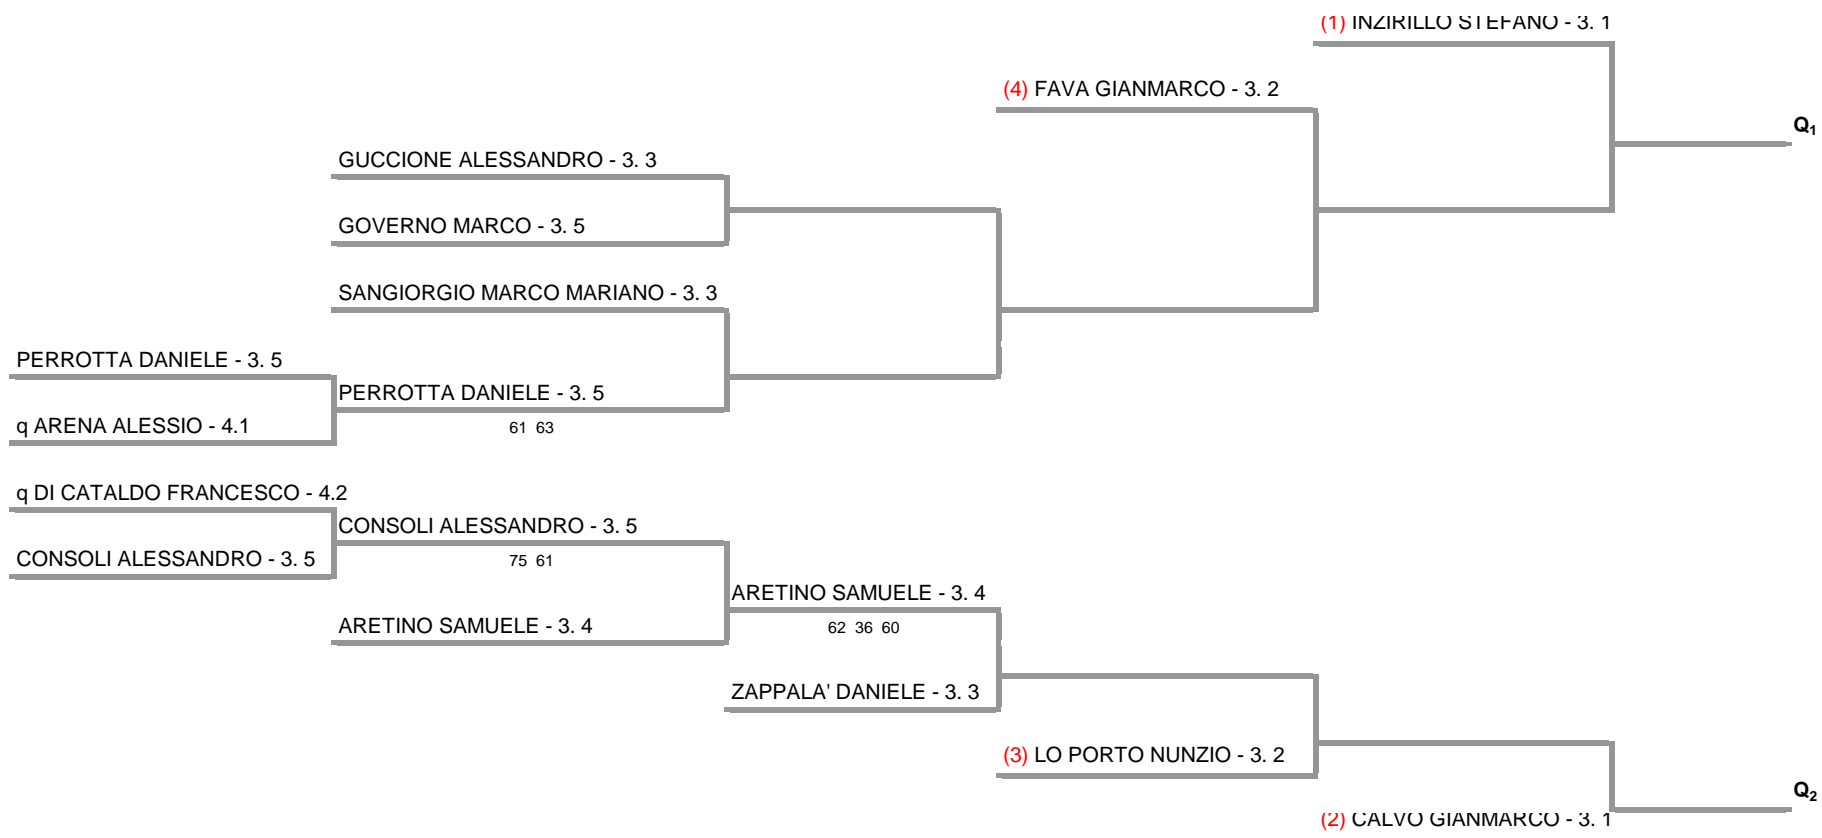 (1) INZIRILLO STEFANO - 3. 1
(4) FAVA GIANMARCO - 3. 2
Q1
GUCCIONE ALESSANDRO - 3. 3
GOVERNO MARCO - 3. 5
SANGIORGIO MARCO MARIANO - 3. 3
PERROTTA DANIELE - 3. 5
PERROTTA DANIELE - 3. 5
q ARENA ALESSIO - 4.1
61 63
q DI CATALDO FRANCESCO - 4.2
CONSOLI ALESSANDRO - 3. 5
CONSOLI ALESSANDRO - 3. 5
75 61
ARETINO SAMUELE - 3. 4
ARETINO SAMUELE - 3. 4
62 36 60
ZAPPALA' DANIELE - 3. 3
(3) LO PORTO NUNZIO - 3. 2
Q2
(2) CALVO GIANMARCO - 3. 1